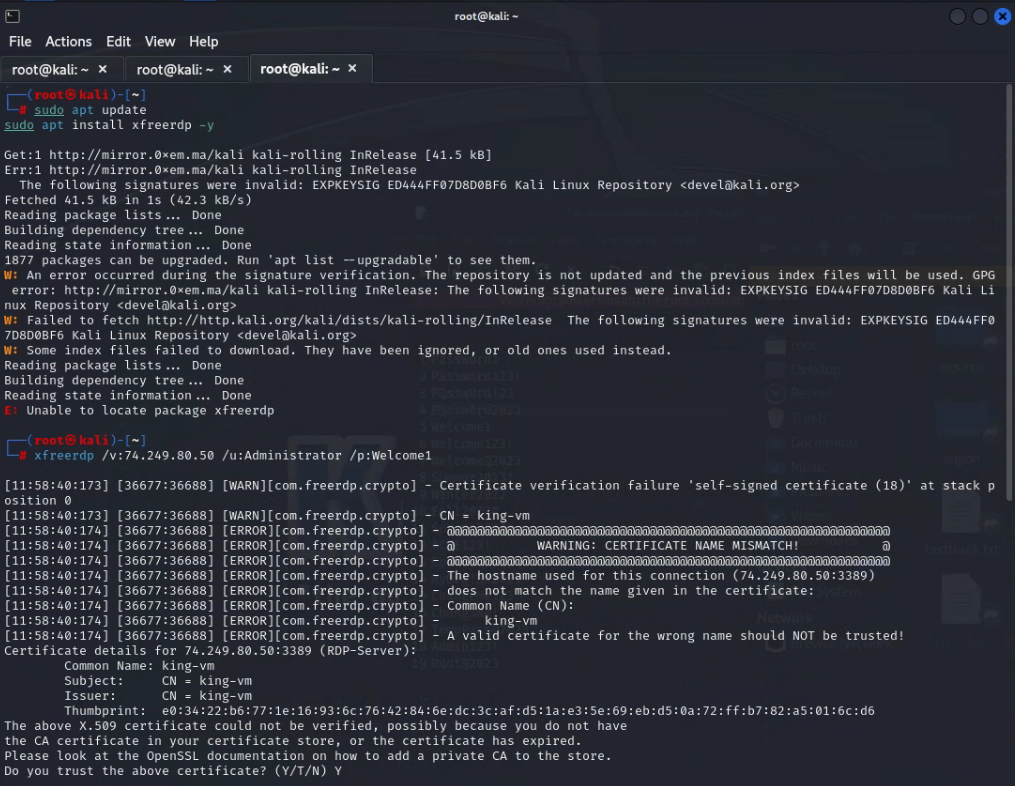 root@kali: ~
File Actions Edit View Help
root@kali: ~ × root@kali: ~ × root@kali: ~ ×
┌──(root㉿kali)-[~]
└─# sudo apt update
sudo apt install xfreerdp -y
Get:1 http://mirror.0×em.ma/kali kali-rolling InRelease [41.5 kB]
Err:1 http://mirror.0×em.ma/kali kali-rolling InRelease
The following signatures were invalid: EXPKEYSIG ED444FF07D8D0BF6 Kali Linux Repository <devel@kali.org>
Fetched 41.5 kB in 1s (42.3 kB/s)
Reading package lists... Done
Building dependency tree... Done
Reading state information... Done
1877 packages can be upgraded. Run 'apt list --upgradable' to see them.
W: An error occurred during the signature verification. The repository is not updated and the previous index files will be used. GPG
error: http://mirror.0×em.ma/kali kali-rolling InRelease: The following signatures were invalid: EXPKEYSIG ED444FF07D8D0BF6 Kali Li
nux Repository <devel@kali.org>
W: Failed to fetch http://http.kali.org/kali/dists/kali-rolling/InRelease The following signatures were invalid: EXPKEYSIG ED444FF0
7D8D0BF6 Kali Linux Repository <devel@kali.org>
W: Some index files failed to download. They have been ignored, or old ones used instead.
Reading package lists... Done
Building dependency tree... Done
Reading state information... Done
E: Unable to locate package xfreerdp
┌──(root㉿kali)-[~]
└─# xfreerdp /v:74.249.80.50 /u:Administrator /p:Welcome1
[11:58:40:173] [36677:36688] [WARN][com.freerdp.crypto] - Certificate verification failure 'self-signed certificate (18)' at stack p
osition 0
[11:58:40:174] [36677:36688] [WARN][com.freerdp.crypto] - CN = king-vm
[11:58:40:174] [36677:36688] [ERROR][com.freerdp.crypto] - @@@@@@@@@@@@@@@@@@@@@@@@@@@@@@@@@@@@@@@@@@@@@@@@@@@@@@@@@@@
[11:58:40:174] [36677:36688] [ERROR][com.freerdp.crypto] - @ WARNING: CERTIFICATE NAME MISMATCH! @
[11:58:40:174] [36677:36688] [ERROR][com.freerdp.crypto] - @@@@@@@@@@@@@@@@@@@@@@@@@@@@@@@@@@@@@@@@@@@@@@@@@@@@@@@@@@@
[11:58:40:174] [36677:36688] [ERROR][com.freerdp.crypto] - The hostname used for this connection (74.249.80.50:3389)
[11:58:40:174] [36677:36688] [ERROR][com.freerdp.crypto] - does not match the name given in the certificate:
[11:58:40:174] [36677:36688] [ERROR][com.freerdp.crypto] - Common Name (CN):
[11:58:40:174] [36677:36688] [ERROR][com.freerdp.crypto] - king-vm
[11:58:40:174] [36677:36688] [ERROR][com.freerdp.crypto] - A valid certificate for the wrong name should NOT be trusted!
Certificate details for 74.249.80.50:3389 (RDP-Server):
Common Name: king-vm
Subject: CN = king-vm
Issuer: CN = king-vm
Thumbprint: e0:34:22:b6:77:1e:16:93:6c:76:42:84:6e:dc:3c:af:d5:1a:e3:5e:69:eb:d5:0a:72:ff:b7:82:a5:01:6c:d6
The above X.509 certificate could not be verified, possibly because you do not have
the CA certificate in your certificate store, or the certificate has expired.
Please look at the OpenSSL documentation on how to add a private CA to the store.
Do you trust the above certificate? (Y/T/N) Y